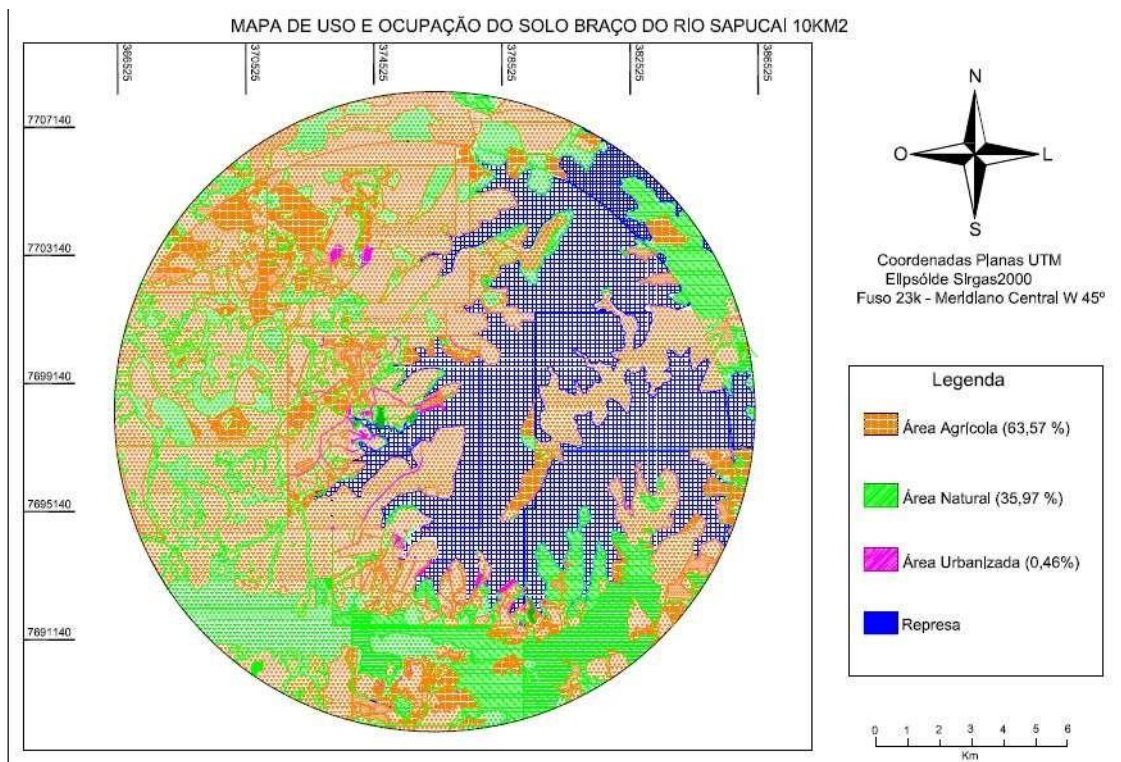 MAPA DE USO E OCUPAÇÃO DO SOLO BRAÇO DO RIO SAPUCAÍ 10KM2
366525
370525
374525
378525
382525
386525
7707140
7703140
7699140
7695140
7691140
N
O
L
S
Coordenadas Planas UTM
Elipsólde Sirgas2000
Fuso 23k - Meridiano Central W 45º
Legenda
Área Agrícola (63,57 %)
Área Natural (35,97 %)
Área Urbanizada (0,46%)
Represa
0 1 2 3 4 5 6
Km